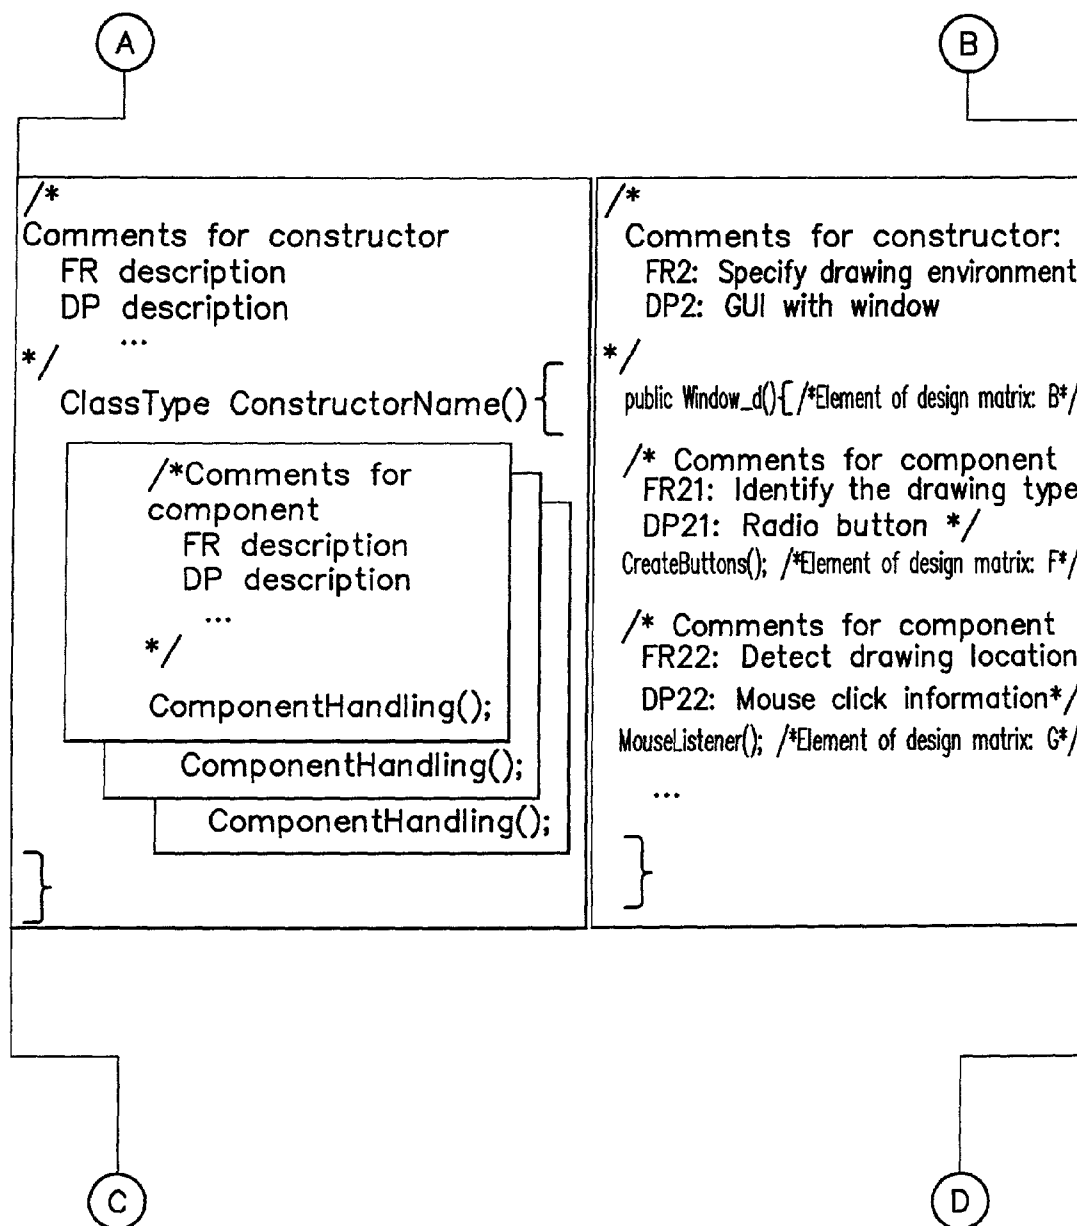 A
B
/*
Comments for constructor
FR description
DP description
...
*/
ClassType ConstructorName() {
/*Comments for
component
FR description
DP description
...
*/
ComponentHandling();
ComponentHandling();
ComponentHandling();
}
/*
Comments for constructor:
FR2: Specify drawing environment
DP2: GUI with window
*/
public Window_d(){ /*Element of design matrix: B*/
/* Comments for component
FR21: Identify the drawing type
DP21: Radio button */
CreateButtons(); /*Element of design matrix: F*/
/* Comments for component
FR22: Detect drawing location
DP22: Mouse click information*/
MouseListener(); /*Element of design matrix: G*/
...
}
C
D